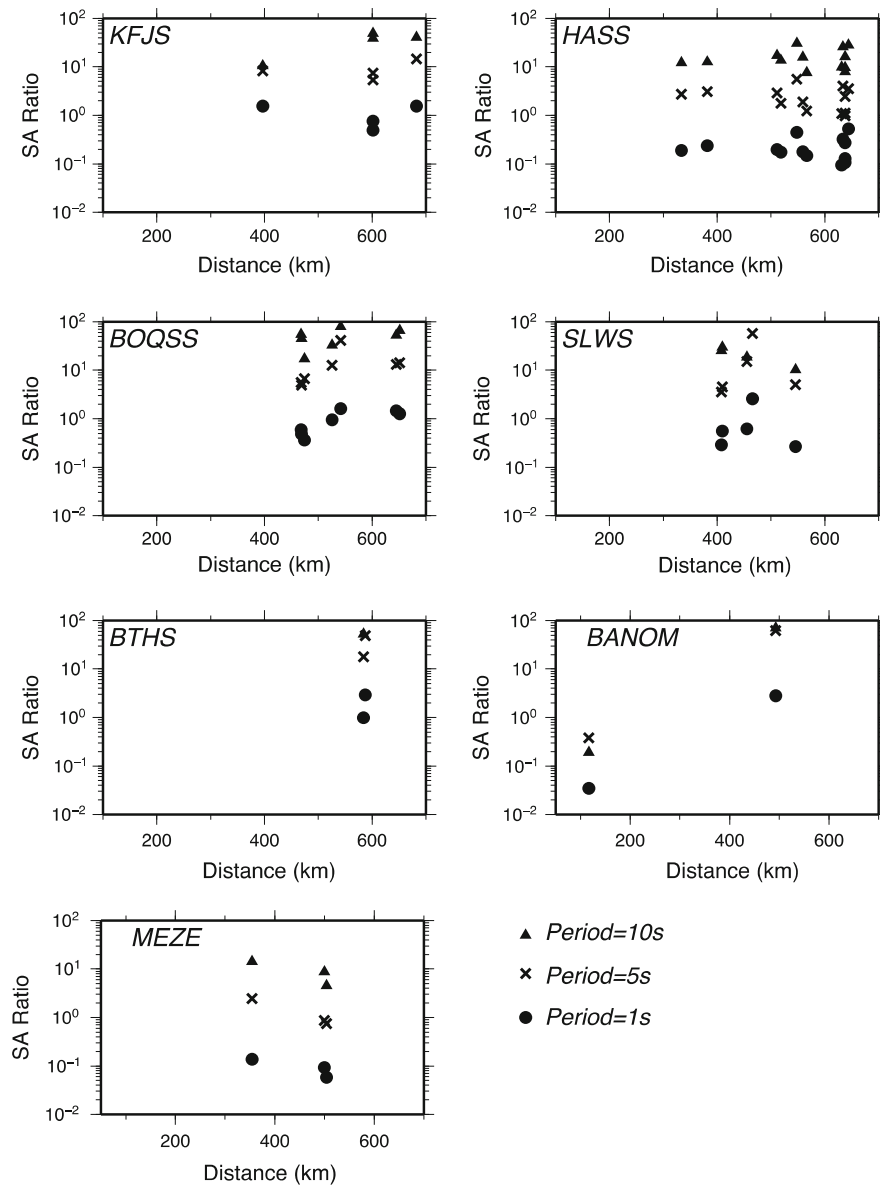 KFJS
SA Ratio
10²
10¹
10⁰
10⁻¹
10⁻²
200 400 600
Distance (km)
HASS
SA Ratio
10²
10¹
10⁰
10⁻¹
10⁻²
200 400 600
Distance (km)
BOQSS
SA Ratio
10²
10¹
10⁰
10⁻¹
10⁻²
200 400 600
Distance (km)
SLWS
SA Ratio
10²
10¹
10⁰
10⁻¹
10⁻²
200 400 600
Distance (km)
BTHS
SA Ratio
10²
10¹
10⁰
10⁻¹
10⁻²
200 400 600
Distance (km)
BANOM
SA Ratio
10²
10¹
10⁰
10⁻¹
10⁻²
200 400 600
Distance (km)
MEZE
SA Ratio
10²
10¹
10⁰
10⁻¹
10⁻²
200 400 600
Distance (km)
Period=10s
Period=5s
Period=1s